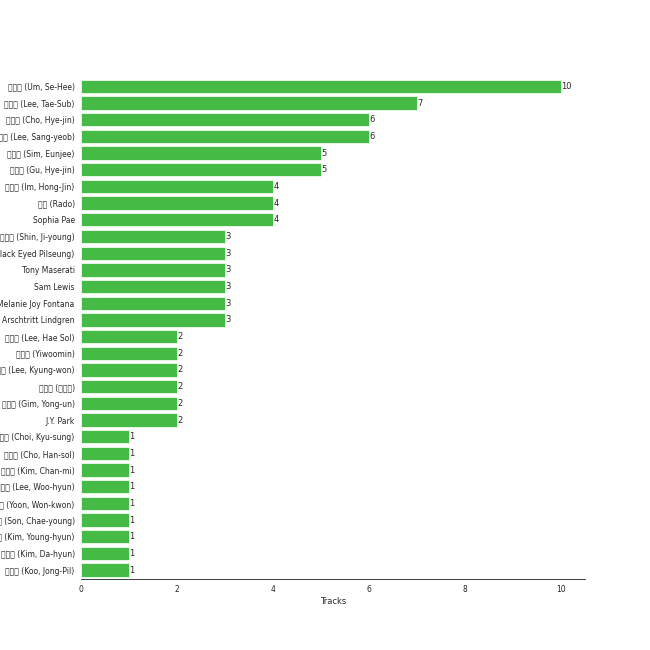 (Um, Se-Hee) 10
(Lee, Tae-Sub) 7
(Cho, Hye-jin) 6
(Lee, Sang-yeob) 6
(Sim, Eunjee) 5
(Gu, Hye-jin) 5
(Im, Hong-Jin) 4
(Rado) 4
Sophia Pae 4
(Shin, Ji-young) 3
Eyed Pilseung) 3
Tony Maserati 3
Sam Lewis 3
Melanie Joy Fontana 3
Arschtritt Lindgren 3
(Lee, Hae Sol) 2
(Yiwoomin) 2
(Lee, Kyung-won) 2
2
(Gim, Yong-un) 2
J.Y. Park 2
(Choi, Kyu-sung) 1
(Cho, Han-sol) 1
(Kim, Chan-mi) 1
(Lee, Woo-hyun) 1
(Yoon, Won-kwon) 1
(Son, Chae-young) 1
(Kim, Young-hyun) 1
(Kim, Da-hyun) 1
(Koo, Jong-Pil) 1
0 2 4 6 8 10
Tracks